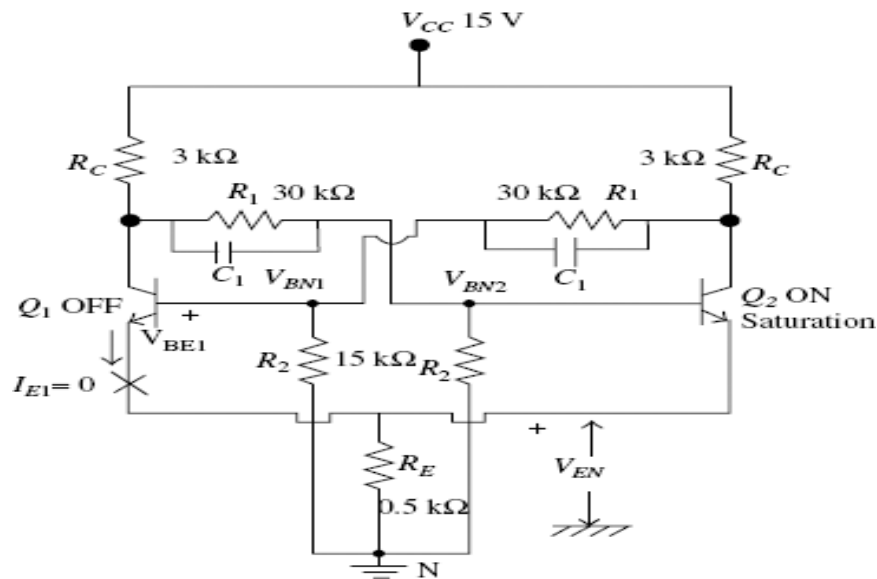 V_CC 15 V
R_C 3 kΩ
3 kΩ R_C
R_1 30 kΩ
30 kΩ R_1
C_1
V_BN1
V_BN2
C_1
Q_1 OFF
+
V_BE1
Q_2 ON
Saturation
R_2 15 kΩ R_2
I_E1 = 0
+
V_EN
R_E
0.5 kΩ
N